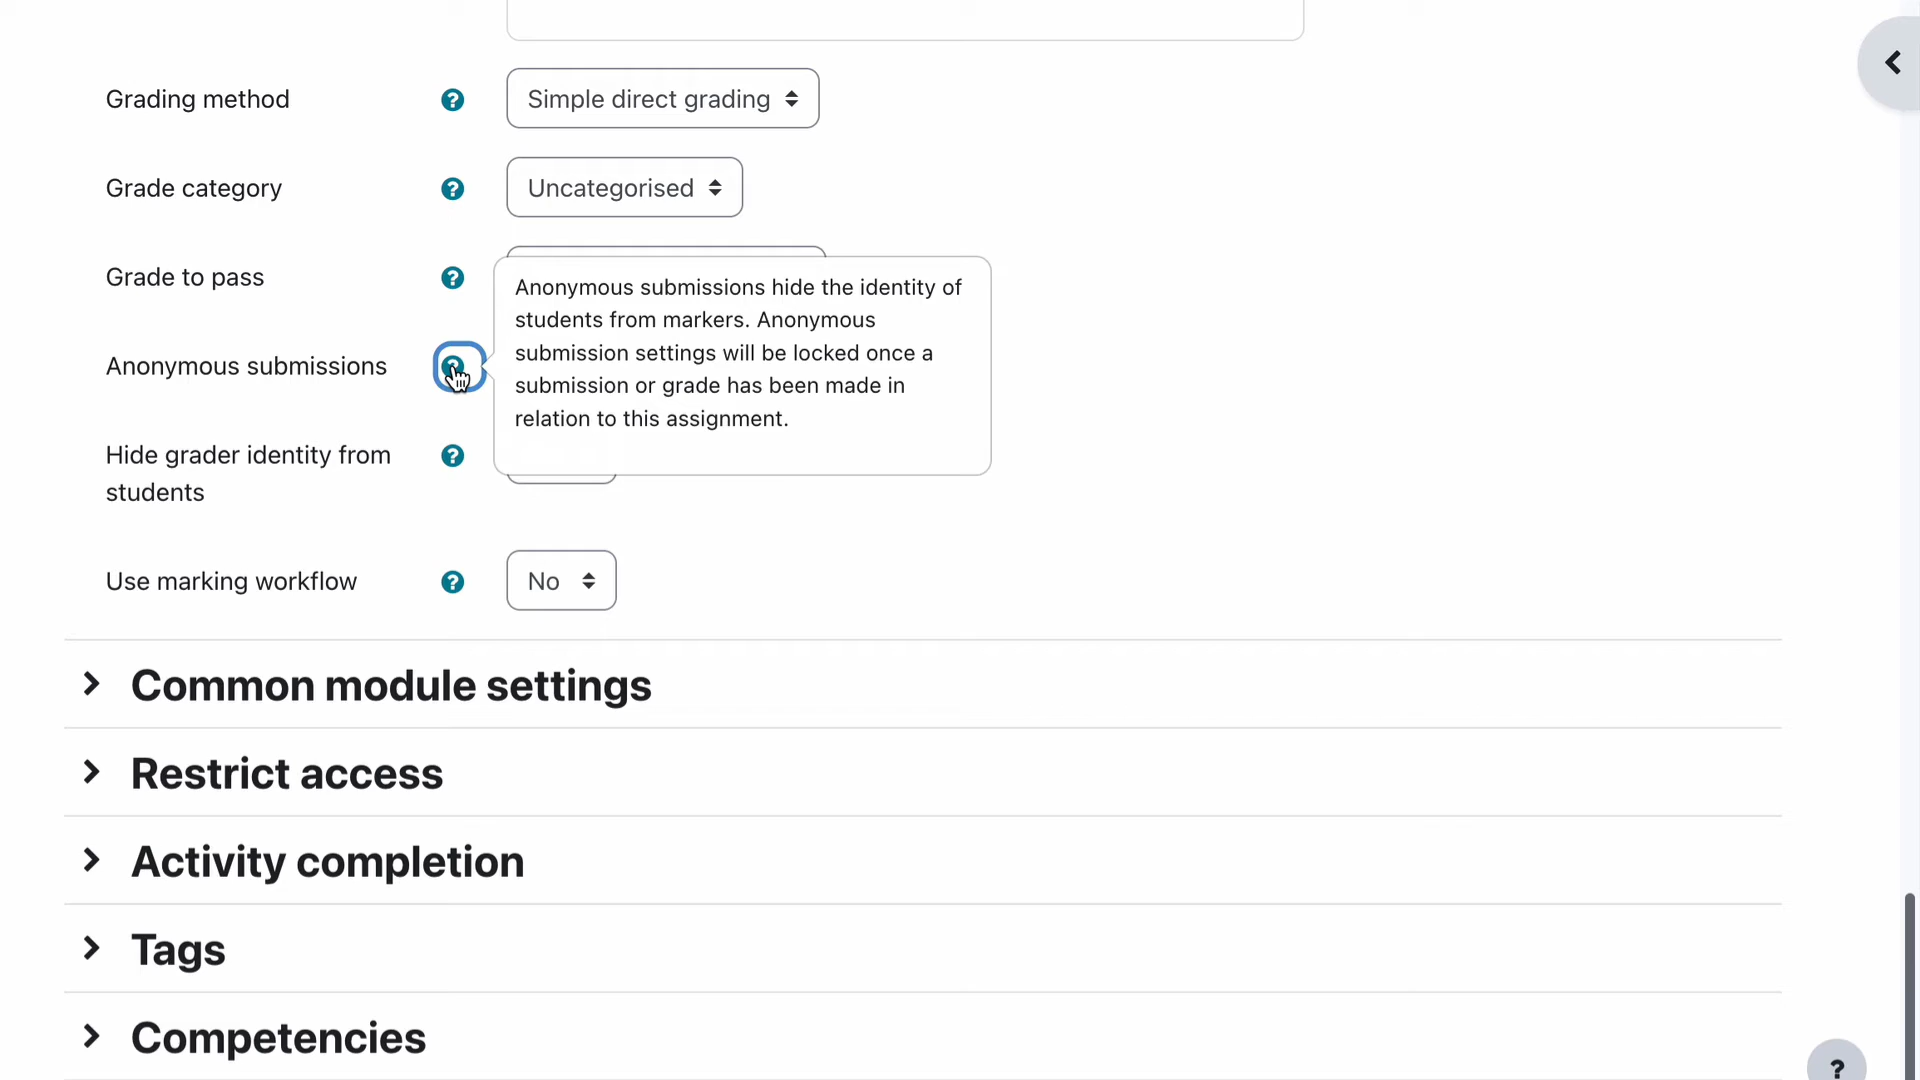 Grading method
Simple direct grading
Grade category
Uncategorised
Grade to pass
Anonymous submissions hide the identity of
students from markers. Anonymous
submission settings will be locked once a
submission or grade has been made in
relation to this assignment.
Anonymous submissions
Hide grader identity from
students
Use marking workflow
No
Common module settings
Restrict access
Activity completion
Tags
Competencies